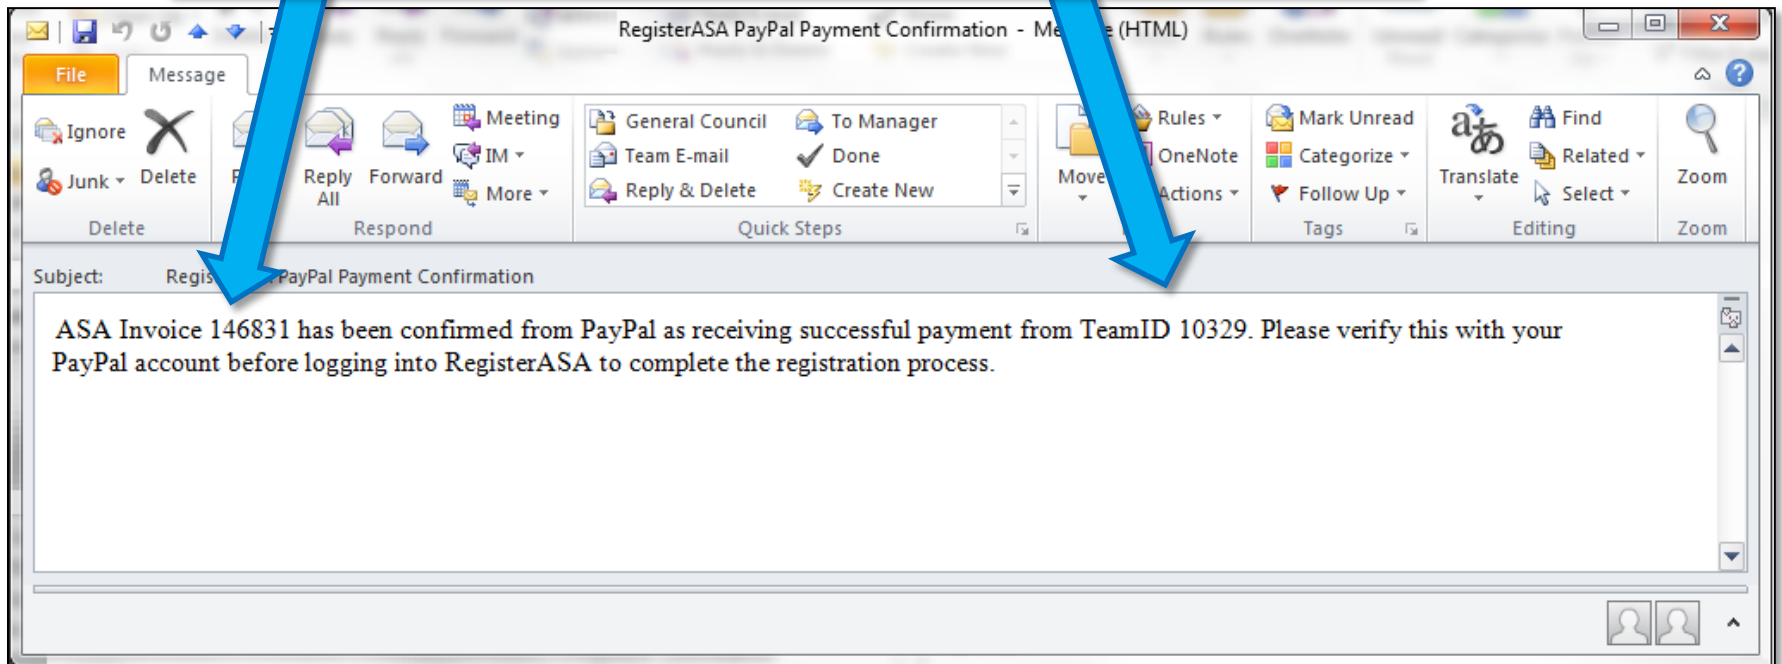 RegisterASA PayPal Payment Confirmation - Me e (HTML)
File Message
Ignore
Junk
Delete
Reply All
Forward
Meeting
IM
More
General Council
Team E-mail
Reply & Delete
To Manager
Done
Create New
Move
Rules
OneNote
Actions
Mark Unread
Categorize
Follow Up
Translate
Find
Related
Select
Zoom
Delete Respond Quick Steps Tags Editing Zoom
Subject: Regis PayPal Payment Confirmation
ASA Invoice 146831 has been confirmed from PayPal as receiving successful payment from TeamID 10329. Please verify this with your
PayPal account before logging into RegisterASA to complete the registration process.